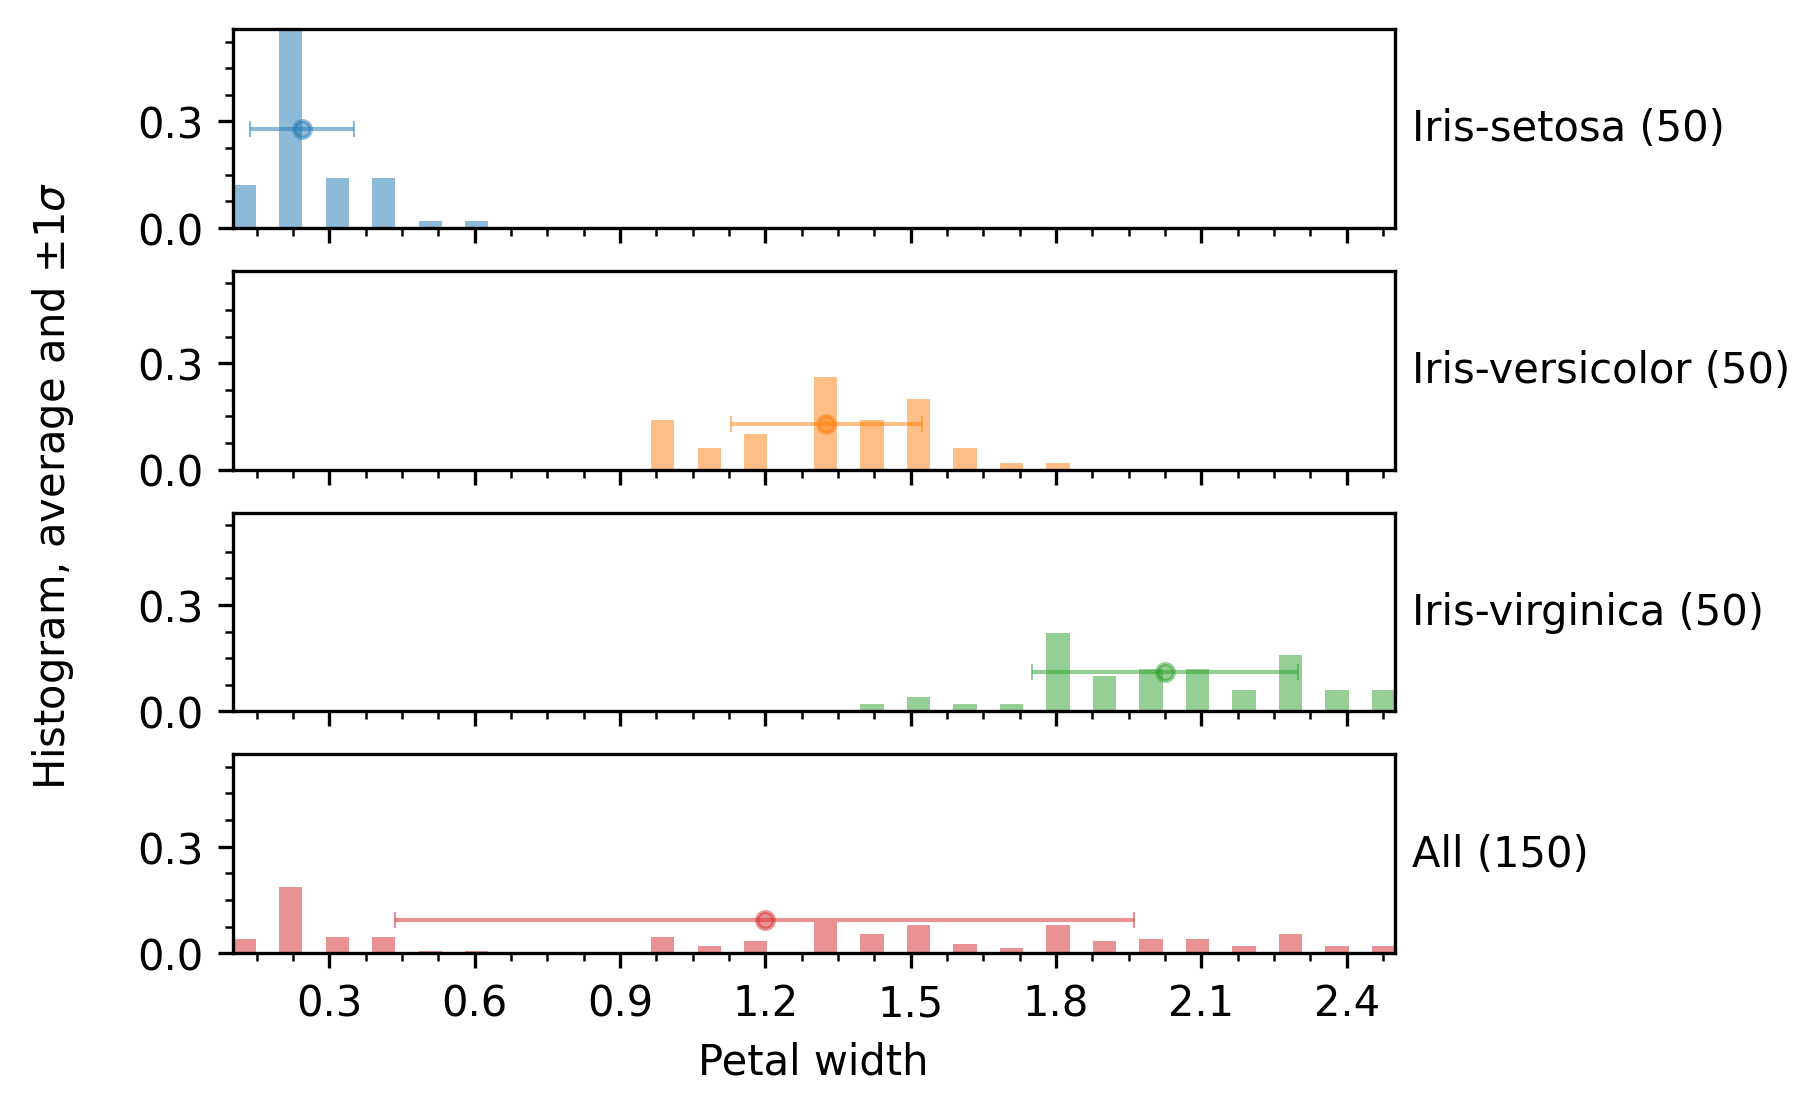 Histogram, average and ±1σ
0.3
0.0
Iris-setosa (50)
0.3
0.0
Iris-versicolor (50)
0.3
0.0
Iris-virginica (50)
0.3
0.0
All (150)
0.3 0.6 0.9 1.2 1.5 1.8 2.1 2.4
Petal width